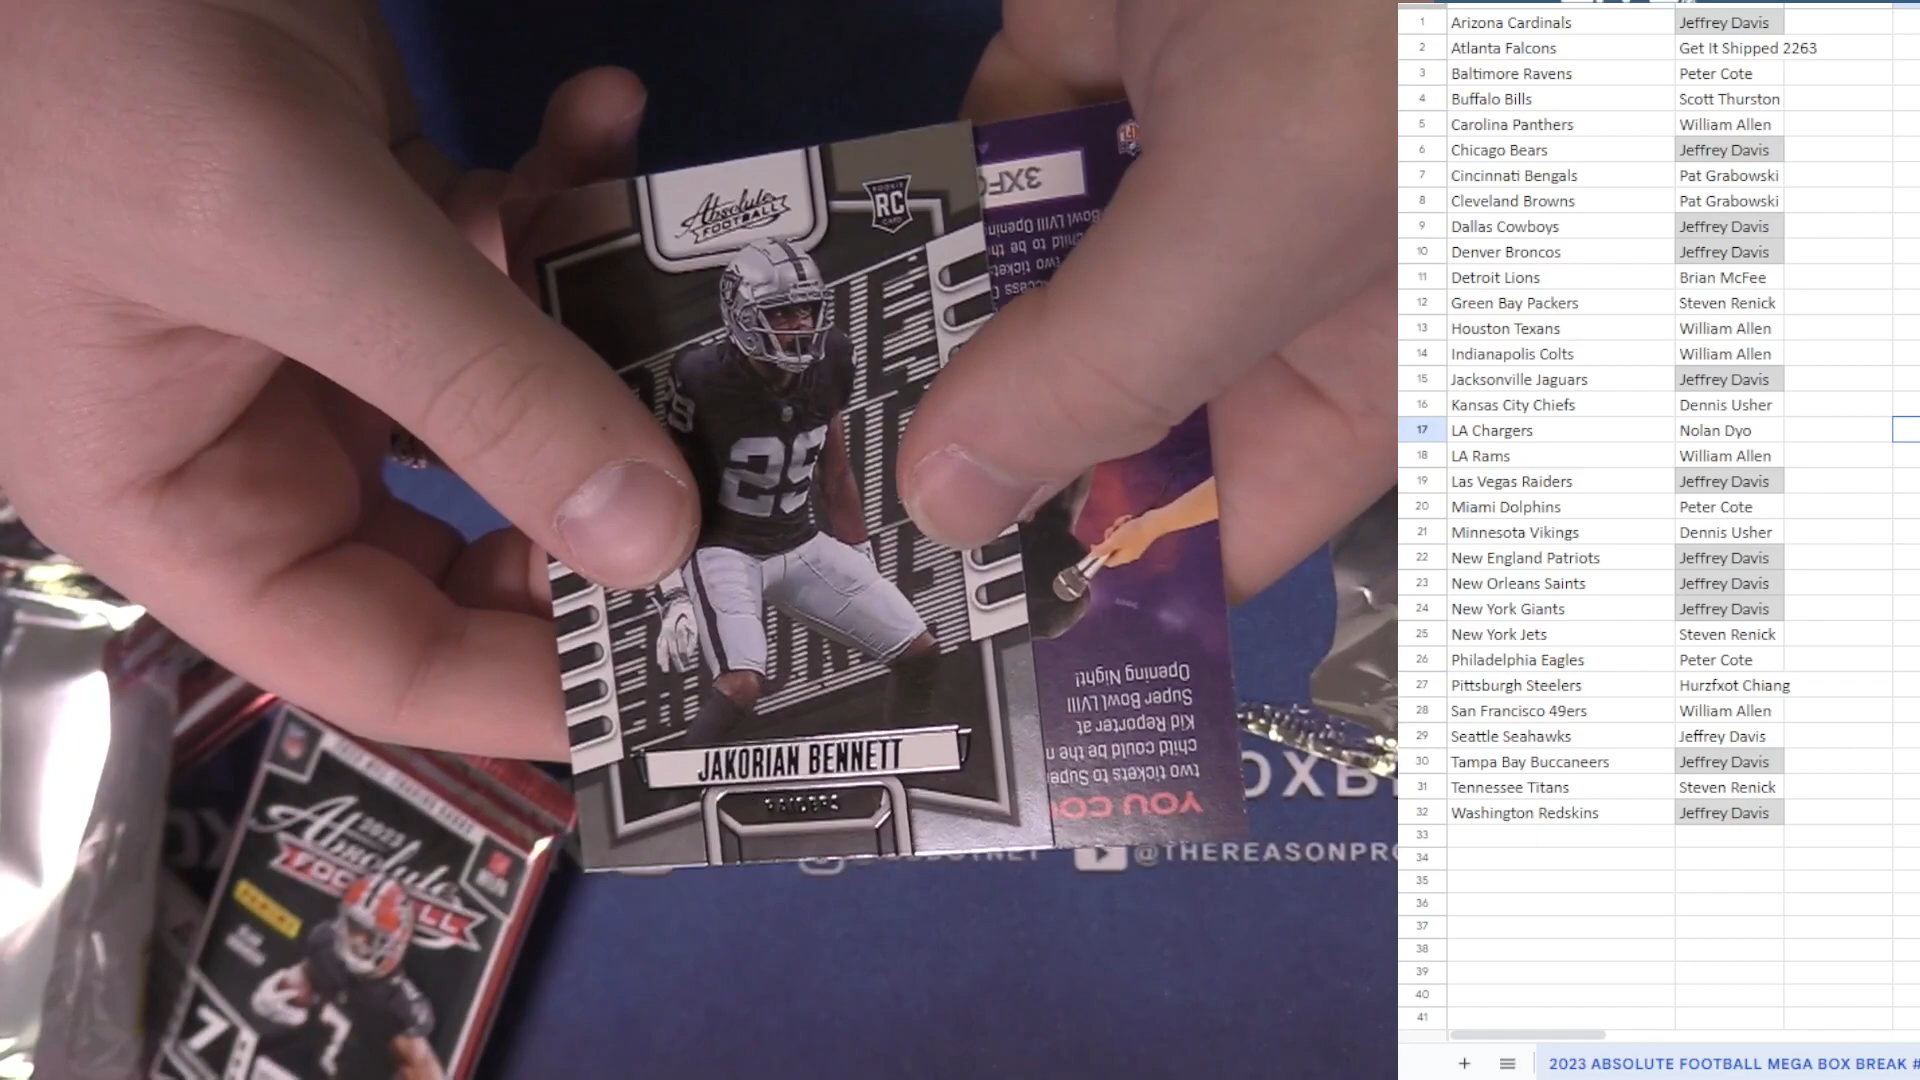 Absolute
FOOTBALL
ROOKIE
RC
CARD
29
JAKORIAN BENNETT
RAIDERS
3XF
Bowl LVIII
two tickets
Opening Night!
Super Bowl LVIII
Kid Reporter at
child could be the n
two tickets to Supe
YOU CO
2023
Absolute
FOOTBALL
PANINI
7
OXB
@THEREASONPR
1 Arizona Cardinals Jeffrey Davis
2 Atlanta Falcons Get It Shipped 2263
3 Baltimore Ravens Peter Cote
4 Buffalo Bills Scott Thurston
5 Carolina Panthers William Allen
6 Chicago Bears Jeffrey Davis
7 Cincinnati Bengals Pat Grabowski
8 Cleveland Browns Pat Grabowski
9 Dallas Cowboys Jeffrey Davis
10 Denver Broncos Jeffrey Davis
11 Detroit Lions Brian McFee
12 Green Bay Packers Steven Renick
13 Houston Texans William Allen
14 Indianapolis Colts William Allen
15 Jacksonville Jaguars Jeffrey Davis
16 Kansas City Chiefs Dennis Usher
17 LA Chargers Nolan Dyo
18 LA Rams William Allen
19 Las Vegas Raiders Jeffrey Davis
20 Miami Dolphins Peter Cote
21 Minnesota Vikings Dennis Usher
22 New England Patriots Jeffrey Davis
23 New Orleans Saints Jeffrey Davis
24 New York Giants Jeffrey Davis
25 New York Jets Steven Renick
26 Philadelphia Eagles Peter Cote
27 Pittsburgh Steelers Hurzfxot Chiang
28 San Francisco 49ers William Allen
29 Seattle Seahawks Jeffrey Davis
30 Tampa Bay Buccaneers Jeffrey Davis
31 Tennessee Titans Steven Renick
32 Washington Redskins Jeffrey Davis
33
34
35
36
37
38
39
40
41
2023 ABSOLUTE FOOTBALL MEGA BOX BREAK #